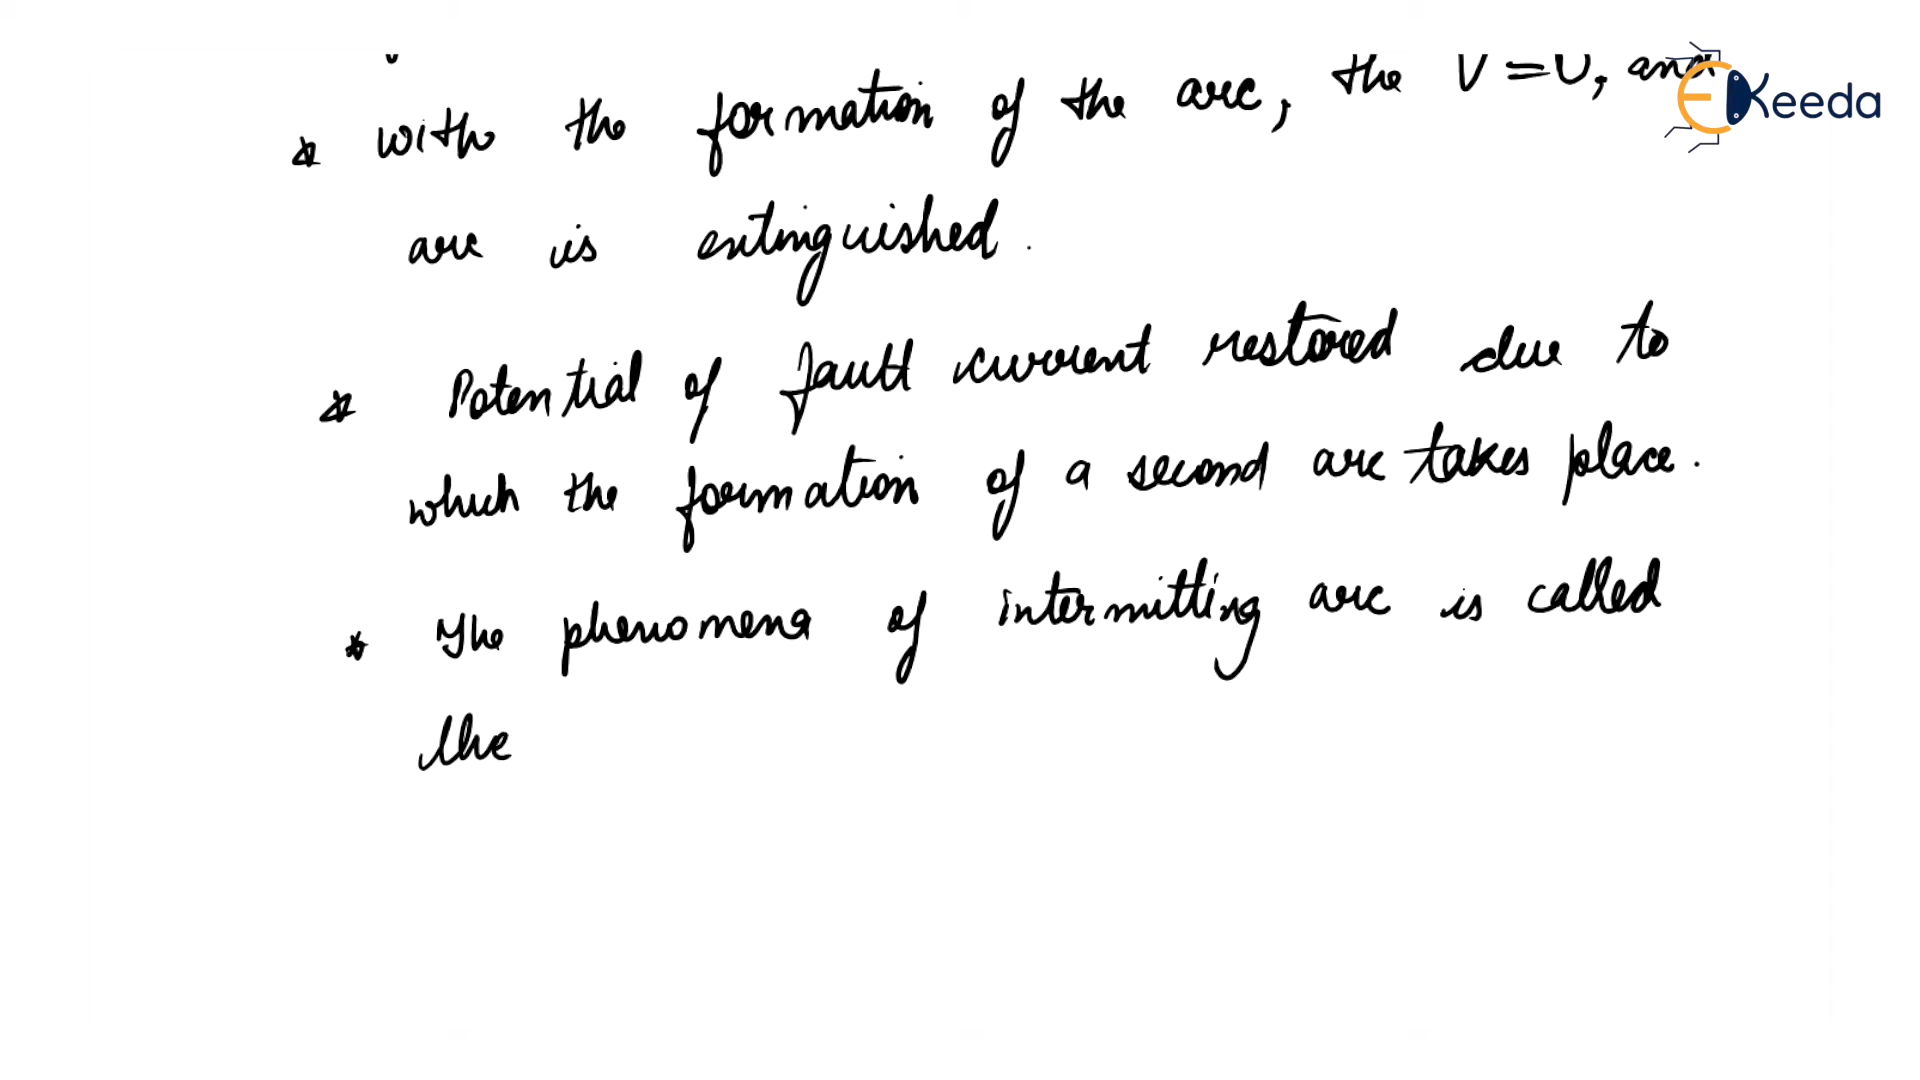 * with the formation of the arc, the V = 0, and
arc is extinguished.
* Potential of fault current restored due to
which the formation of a second arc takes place.
* The phenomena of intermitting arc is called
the
EKeeda